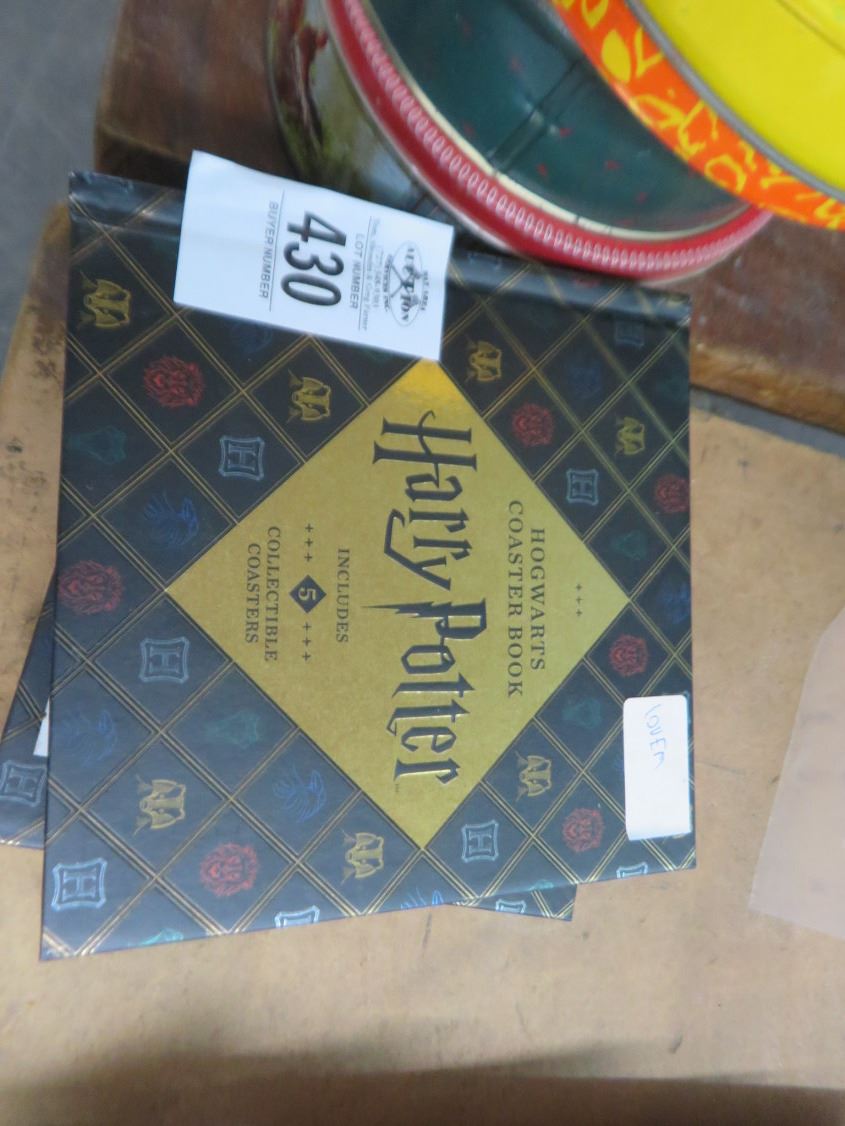 LOT NUMBER
430
BUYER NUMBER
+++
HOGWARTS
COASTER BOOK
Harry Potter
INCLUDES
+++ 5 +++
COLLECTIBLE
COASTERS
H
H
H
H
H
H